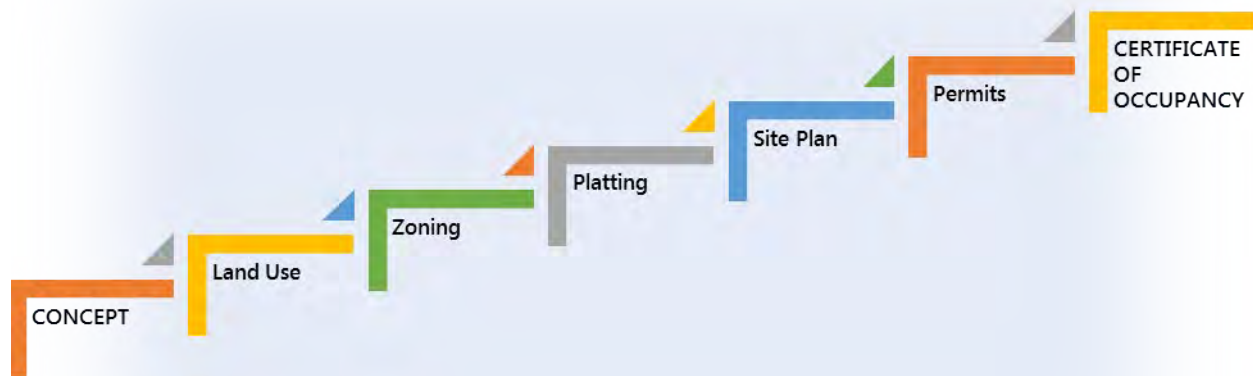 CONCEPT
Land Use
Zoning
Platting
Site Plan
Permits
CERTIFICATE
OF
OCCUPANCY